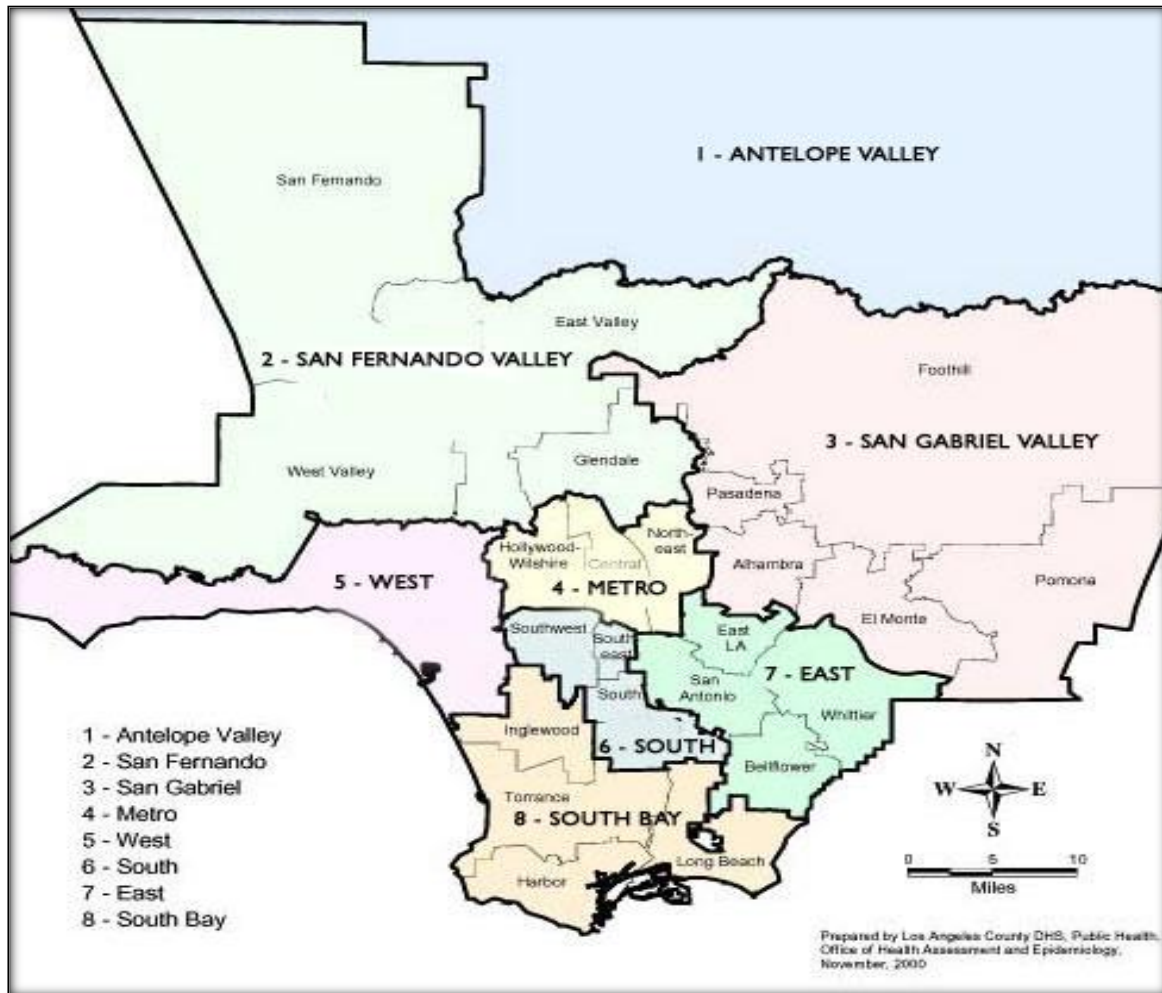 1 - ANTELOPE VALLEY
San Fernando
East Valley
2 - SAN FERNANDO VALLEY
Foothill
3 - SAN GABRIEL VALLEY
Glendale
West Valley
Pasadena
Hollywood-
Wilshire
Central
North-
east
Alhambra
5 - WEST
4 - METRO
Pomona
El Monte
Southwest
South-
east
East
LA
7 - EAST
San
Antonio
South
Whittier
Inglewood
6 - SOUTH
Bellflower
Torrance
8 - SOUTH BAY
Long Beach
Harbor
1 - Antelope Valley
2 - San Fernando
3 - San Gabriel
4 - Metro
5 - West
6 - South
7 - East
8 - South Bay
N
W E
S
0 5 10
Miles
Prepared by Los Angeles County DHS, Public Health,
Office of Health Assessment and Epidemiology,
November, 2000